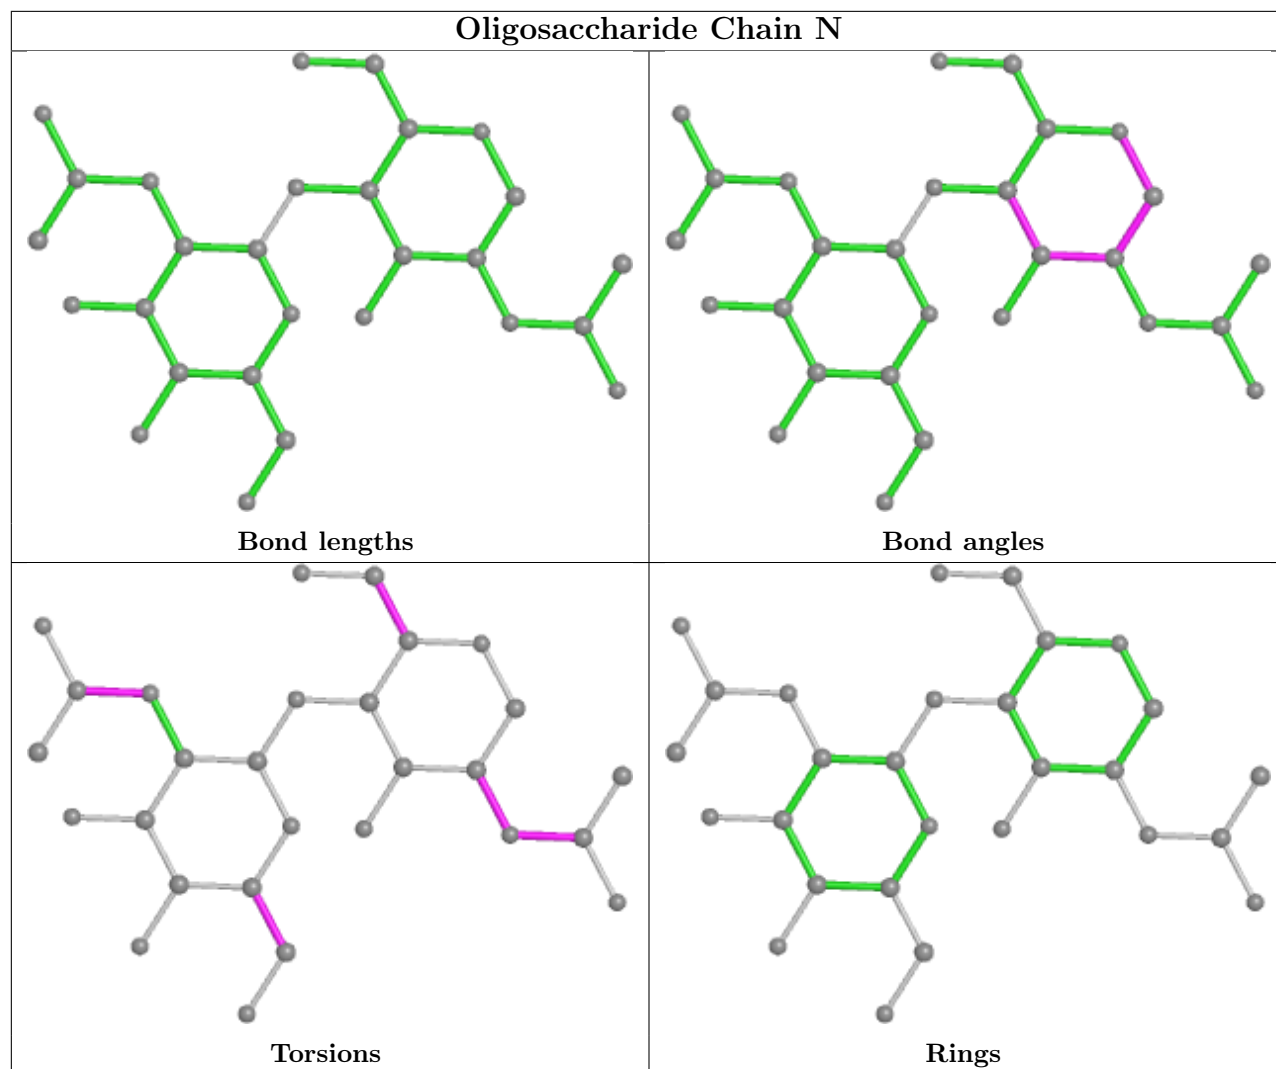 Oligosaccharide Chain N
Bond lengths
Bond angles
Torsions
Rings